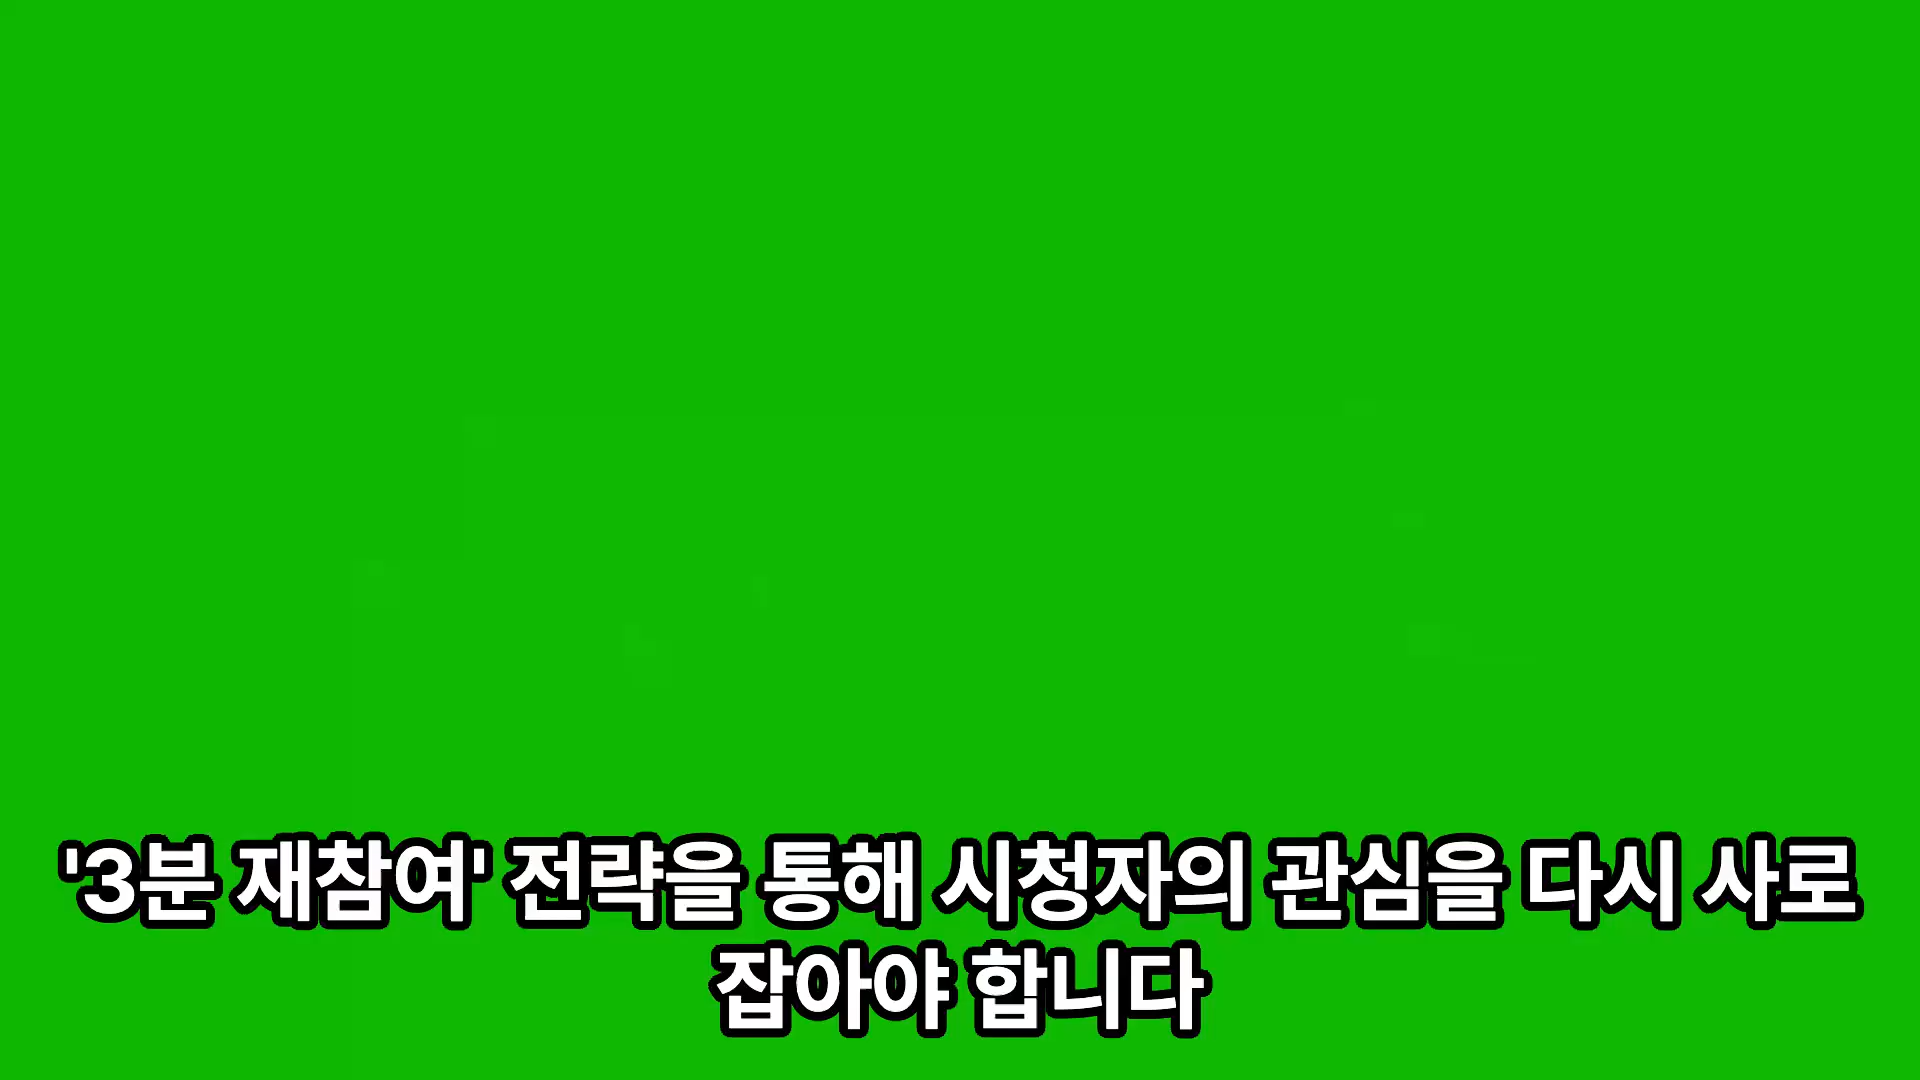 '3분 재참여' 전략을 통해 시청자의 관심을 다시 사로
잡아야 합니다